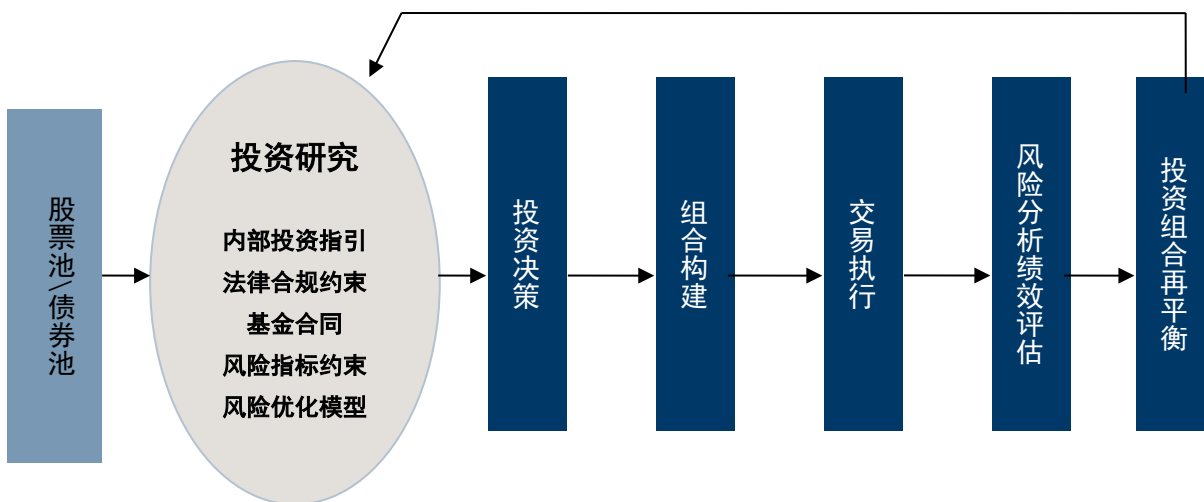 股票池\债券池
投资研究
内部投资指引
法律合规约束
基金合同
风险指标约束
风险优化模型
投资决策
组合构建
交易执行
风险分析绩效评估
投资组合再平衡